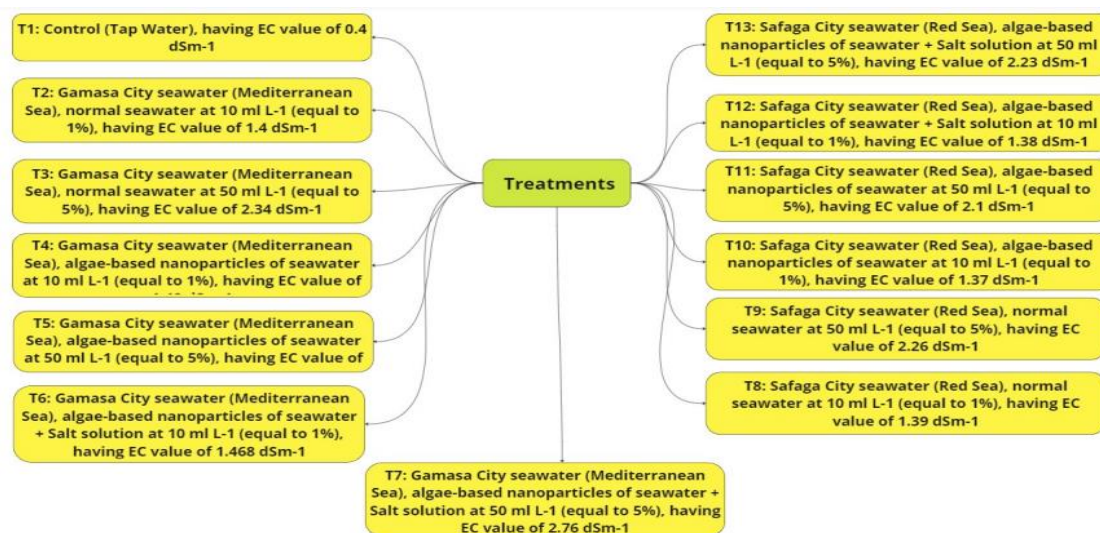 T1: Control (Tap Water), having EC value of 0.4
dSm-1
T2: Gamasa City seawater (Mediterranean
Sea), normal seawater at 10 ml L-1 (equal to
1%), having EC value of 1.4 dSm-1
T3: Gamasa City seawater (Mediterranean
Sea), normal seawater at 50 ml L-1 (equal to
5%), having EC value of 2.34 dSm-1
T4: Gamasa City seawater (Mediterranean
Sea), algae-based nanoparticles of seawater
at 10 ml L-1 (equal to 1%), having EC value of
T5: Gamasa City seawater (Mediterranean
Sea), algae-based nanoparticles of seawater
at 50 ml L-1 (equal to 5%), having EC value of
T6: Gamasa City seawater (Mediterranean
Sea), algae-based nanoparticles of seawater
+ Salt solution at 10 ml L-1 (equal to 1%),
having EC value of 1.468 dSm-1
Treatments
T7: Gamasa City seawater (Mediterranean
Sea), algae-based nanoparticles of seawater +
Salt solution at 50 ml L-1 (equal to 5%), having
EC value of 2.76 dSm-1
T13: Safaga City seawater (Red Sea), algae-based
nanoparticles of seawater + Salt solution at 50 ml
L-1 (equal to 5%), having EC value of 2.23 dSm-1
T12: Safaga City seawater (Red Sea), algae-based
nanoparticles of seawater + Salt solution at 10 ml
L-1 (equal to 1%), having EC value of 1.38 dSm-1
T11: Safaga City seawater (Red Sea), algae-based
nanoparticles of seawater at 50 ml L-1 (equal to
5%), having EC value of 2.1 dSm-1
T10: Safaga City seawater (Red Sea), algae-based
nanoparticles of seawater at 10 ml L-1 (equal to
1%), having EC value of 1.37 dSm-1
T9: Safaga City seawater (Red Sea), normal
seawater at 50 ml L-1 (equal to 5%), having EC
value of 2.26 dSm-1
T8: Safaga City seawater (Red Sea), normal
seawater at 10 ml L-1 (equal to 1%), having EC
value of 1.39 dSm-1